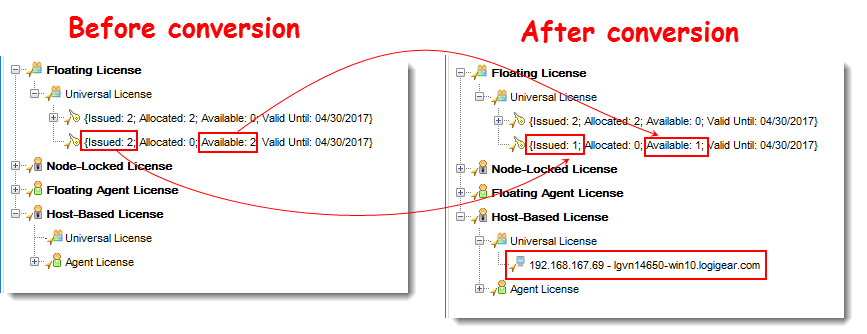 Before conversion
Floating License
Universal License
{Issued: 2; Allocated: 2; Available: 0; Valid Until: 04/30/2017}
{Issued: 2; Allocated: 0; Available: 2; Valid Until: 04/30/2017}
Node-Locked License
Floating Agent License
Host-Based License
Universal License
Agent License
After conversion
Floating License
Universal License
{Issued: 2; Allocated: 2; Available: 0; Valid Until: 04/30/2017}
{Issued: 1; Allocated: 0; Available: 1; Valid Until: 04/30/2017}
Node-Locked License
Floating Agent License
Host-Based License
Universal License
192.168.167.69 - lgvn14650-win10.logigear.com
Agent License